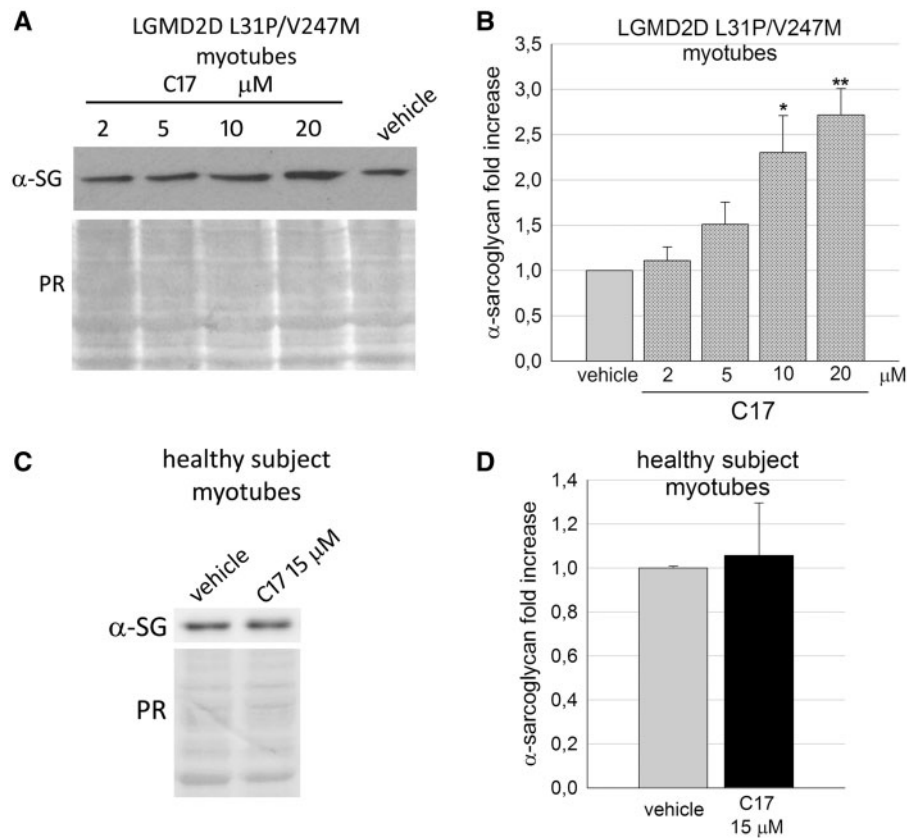 A
LGMD2D L31P/V247M
myotubes
C17 μM
2 5 10 20 vehicle
α-SG
PR
B
LGMD2D L31P/V247M
myotubes
3,5
3,0
2,5
2,0
1,5
1,0
0,5
0,0
α-sarcoglycan fold increase
*
**
vehicle 2 5 10 20 μM
C17
C
healthy subject
myotubes
vehicle C17 15 μM
α-SG
PR
D
healthy subject
myotubes
1,4
1,2
1,0
0,8
0,6
0,4
0,2
0,0
α-sarcoglycan fold increase
vehicle C17
15 μM